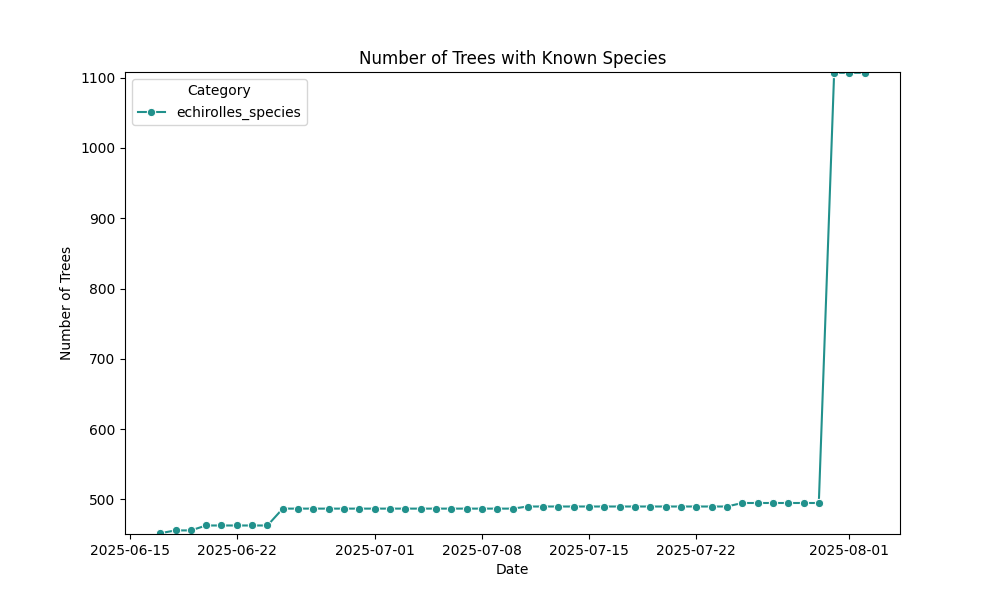 Number of Trees with Known Species
Category
echirolles_species
Number of Trees
1100
1000
900
800
700
600
500
2025-06-15 2025-06-22 2025-07-01 2025-07-08 2025-07-15 2025-07-22 2025-08-01
Date